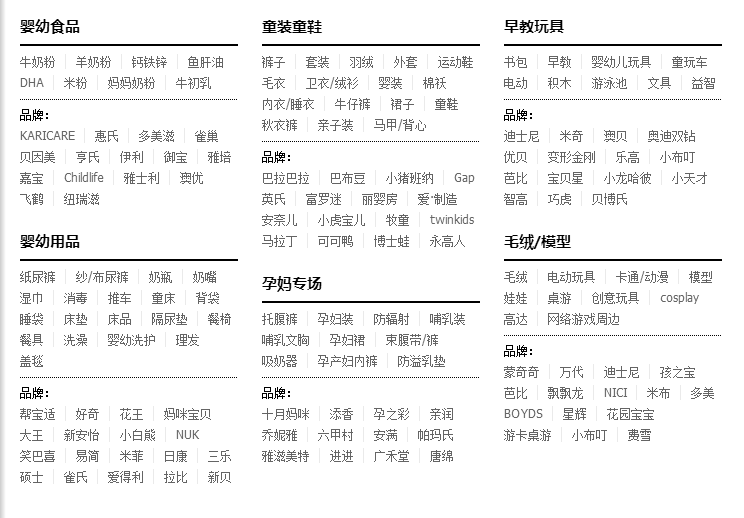 婴幼食品
牛奶粉 羊奶粉 钙铁锌 鱼肝油
DHA 米粉 妈妈奶粉 牛初乳
品牌：
KARICARE 惠氏 多美滋 雀巢
贝因美 亨氏 伊利 御宝 雅培
嘉宝 Childlife 雅士利 澳优
飞鹤 纽瑞滋
婴幼用品
纸尿裤 纱/布尿裤 奶瓶 奶嘴
湿巾 消毒 推车 童床 背袋
睡袋 床垫 床品 隔尿垫 餐椅
餐具 洗澡 婴幼洗护 理发
盖毯
品牌：
帮宝适 好奇 花王 妈咪宝贝
大王 新安怡 小白熊 NUK
笑巴喜 易简 米菲 日康 三乐
硕士 雀氏 爱得利 拉比 新贝
童装童鞋
裤子 套装 羽绒 外套 运动鞋
毛衣 卫衣/绒衫 婴装 棉袄
内衣/睡衣 牛仔裤 裙子 童鞋
秋衣裤 亲子装 马甲/背心
品牌：
巴拉巴拉 巴布豆 小猪班纳 Gap
英氏 富罗迷 丽婴房 爱·制造
安奈儿 小虎宝儿 牧童 twinkids
马拉丁 可可鸭 博士蛙 永高人
孕妈专场
托腹裤 孕妇装 防辐射 哺乳装
哺乳文胸 孕妇裙 束腹带/裤
吸奶器 孕产妇内裤 防溢乳垫
品牌：
十月妈咪 添香 孕之彩 亲润
乔妮雅 六甲村 安满 帕玛氏
雅滋美特 进进 广禾堂 唐绵
早教玩具
书包 早教 婴幼儿玩具 童玩车
电动 积木 游泳池 文具 益智
品牌：
迪士尼 米奇 澳贝 奥迪双钻
优贝 变形金刚 乐高 小布叮
芭比 宝贝星 小龙哈彼 小天才
智高 巧虎 贝博氏
毛绒/模型
毛绒 电动玩具 卡通/动漫 模型
娃娃 桌游 创意玩具 cosplay
高达 网络游戏周边
品牌：
蒙奇奇 万代 迪士尼 孩之宝
芭比 飘飘龙 NICI 米布 多美
BOYDS 星辉 花园宝宝
游卡桌游 小布叮 费雪